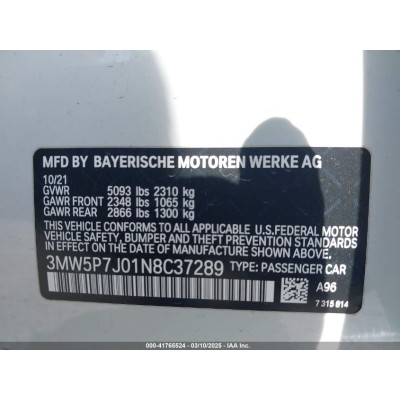 MFD BY BAYERISCHE MOTOREN WERKE AG
10/21
GVWR 5093 lbs 2310 kg
GAWR FRONT 2348 lbs 1065 kg
GAWR REAR 2866 lbs 1300 kg
THIS VEHICLE CONFORMS TO ALL APPLICABLE U.S.FEDERAL MOTOR
VEHICLE SAFETY, BUMPER, AND THEFT PREVENTION STANDARDS IN
EFFECT ON THE DATE OF MANUFACTURE SHOWN ABOVE.
3MW5P7J01N8C37289 TYPE: PASSENGER CAR
A96
7 315 814
000-41765524 - 03/10/2025 - IAA Inc.